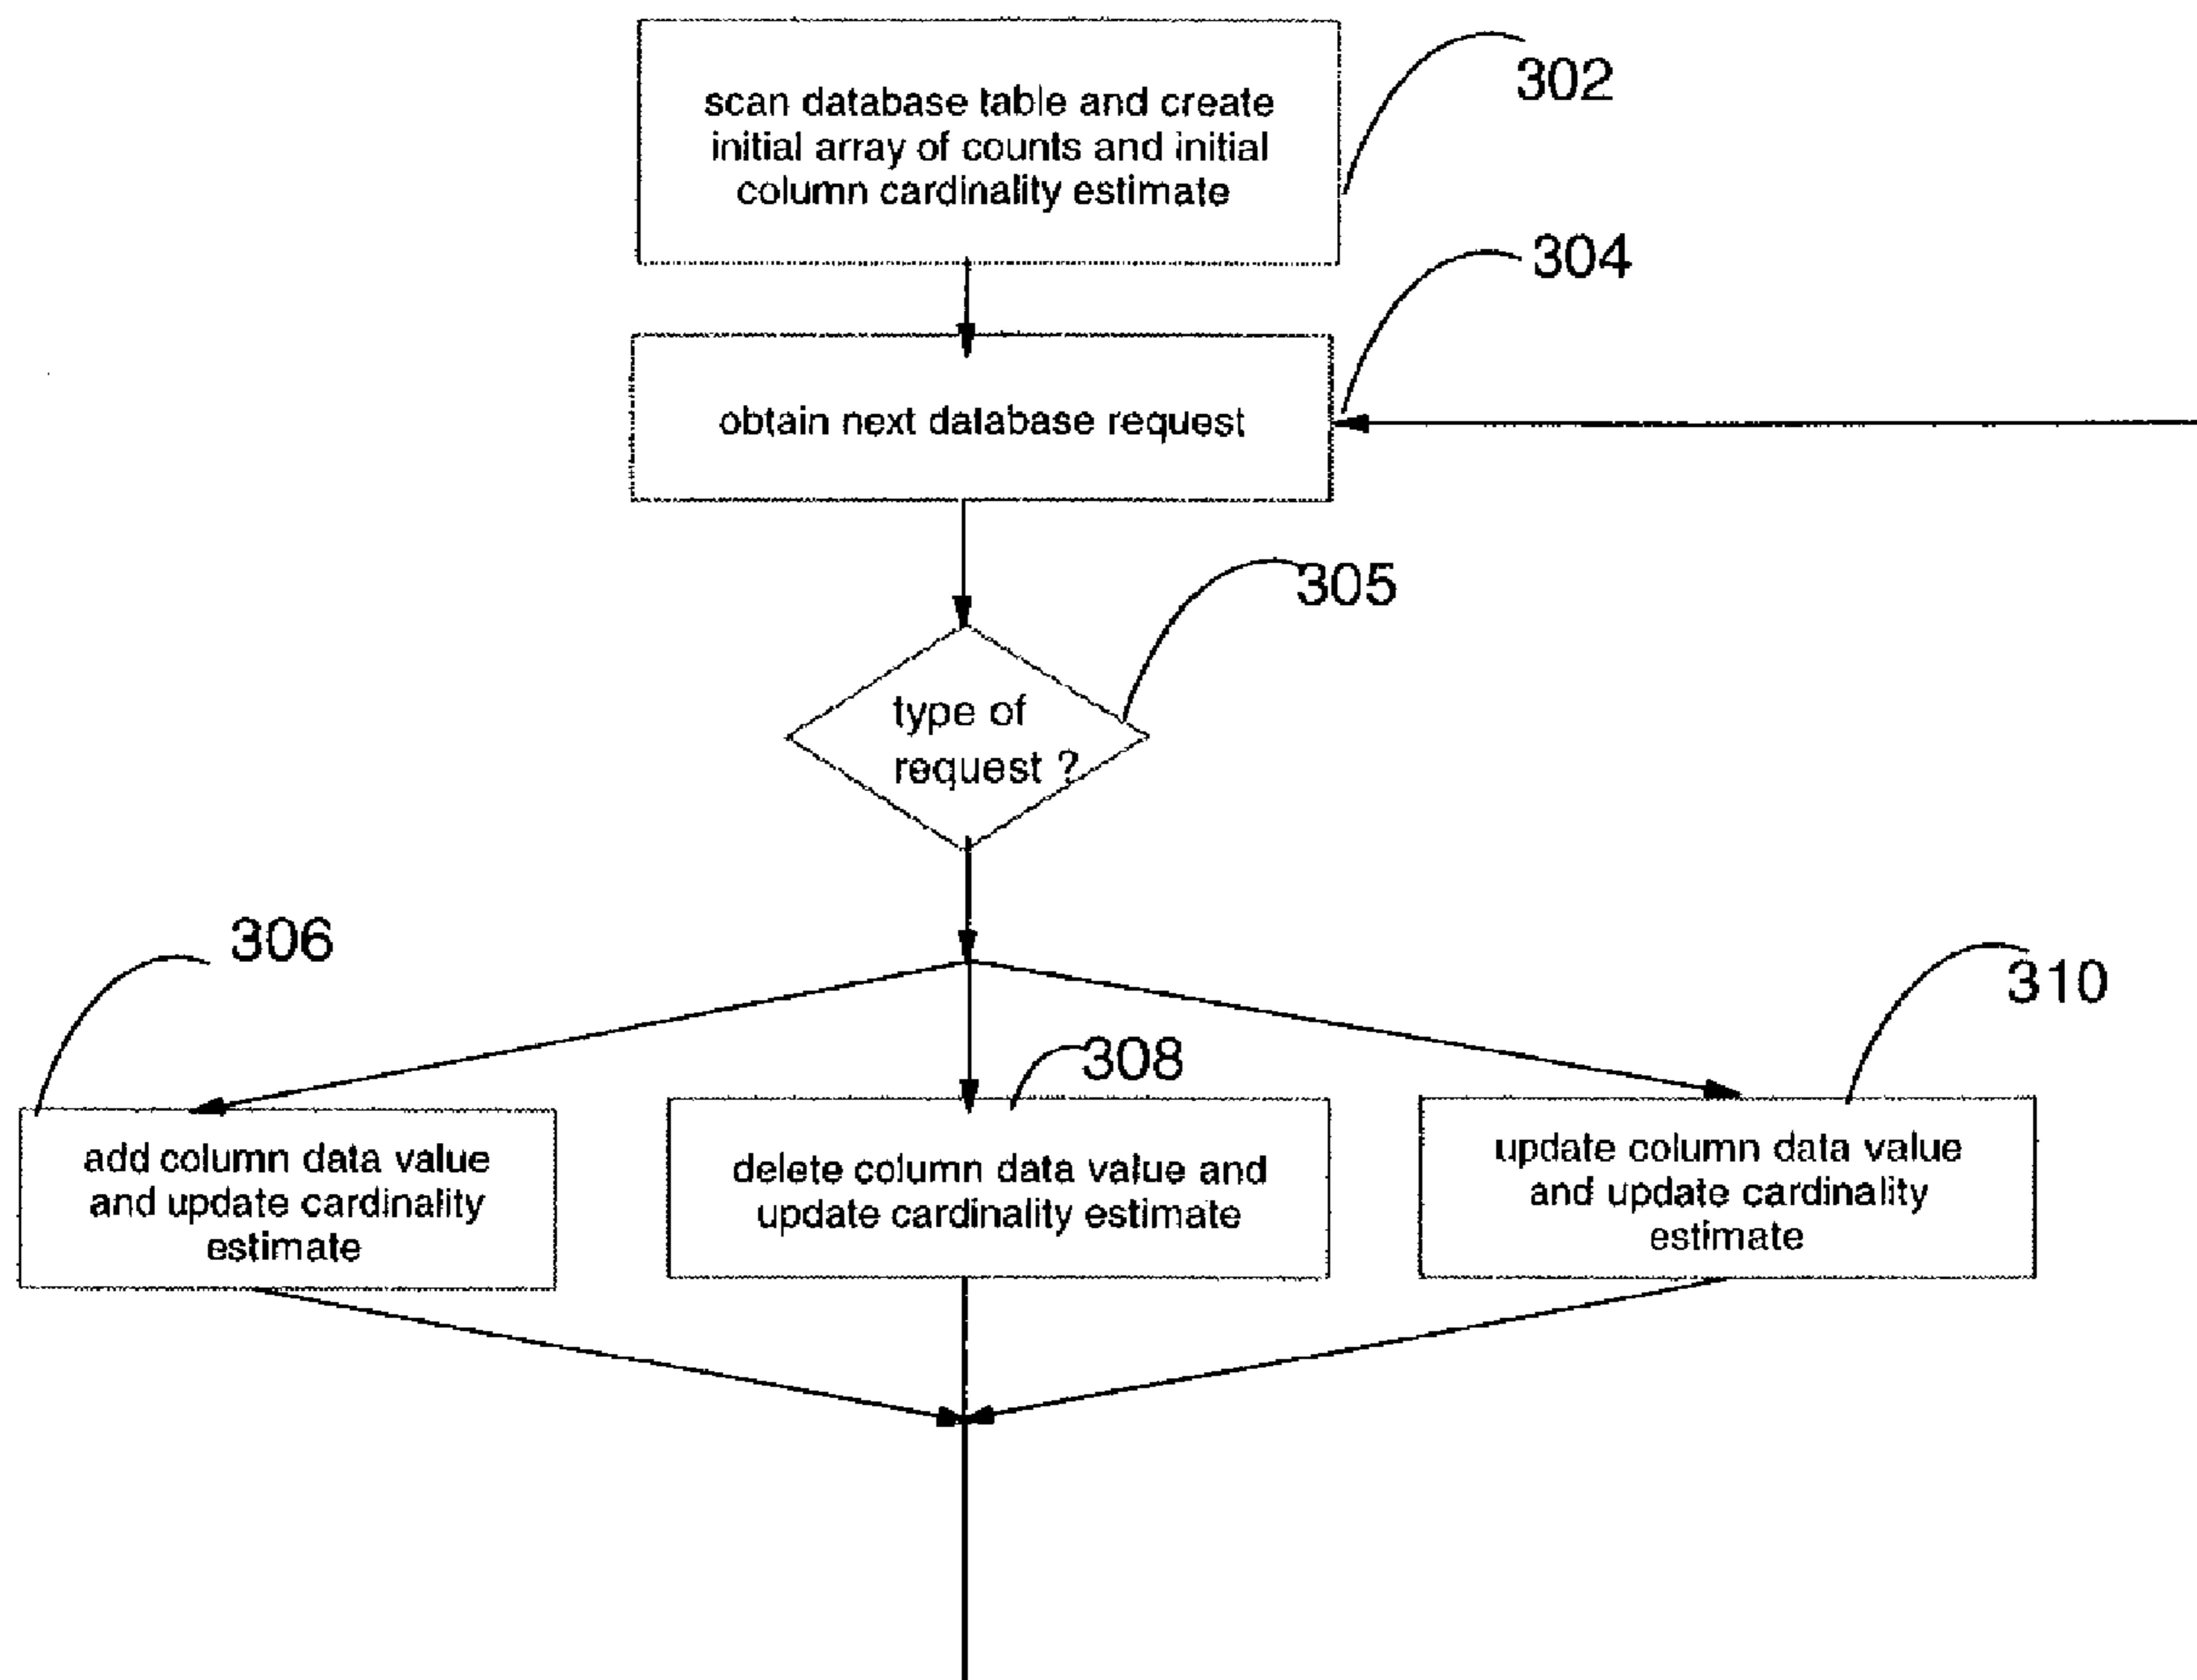 scan database table and create
initial array of counts and initial
column cardinality estimate
302
obtain next database request
304
type of
request ?
305
306
308
310
add column data value
and update cardinality
estimate
delete column data value and
update cardinality estimate
update column data value
and update cardinality
estimate